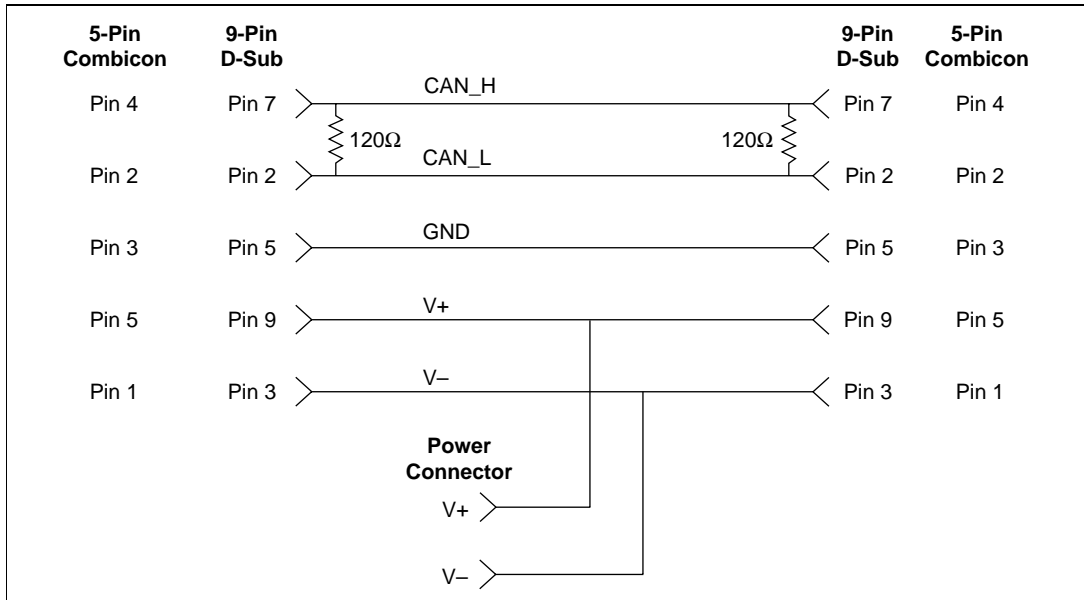 5-Pin Combicon 9-Pin D-Sub 9-Pin D-Sub 5-Pin Combicon
CAN_H
Pin 4 Pin 7 Pin 7 Pin 4
120Ω 120Ω
CAN_L
Pin 2 Pin 2 Pin 2 Pin 2
GND
Pin 3 Pin 5 Pin 5 Pin 3
V+
Pin 5 Pin 9 Pin 9 Pin 5
V–
Pin 1 Pin 3 Pin 3 Pin 1
Power
Connector
V+
V–